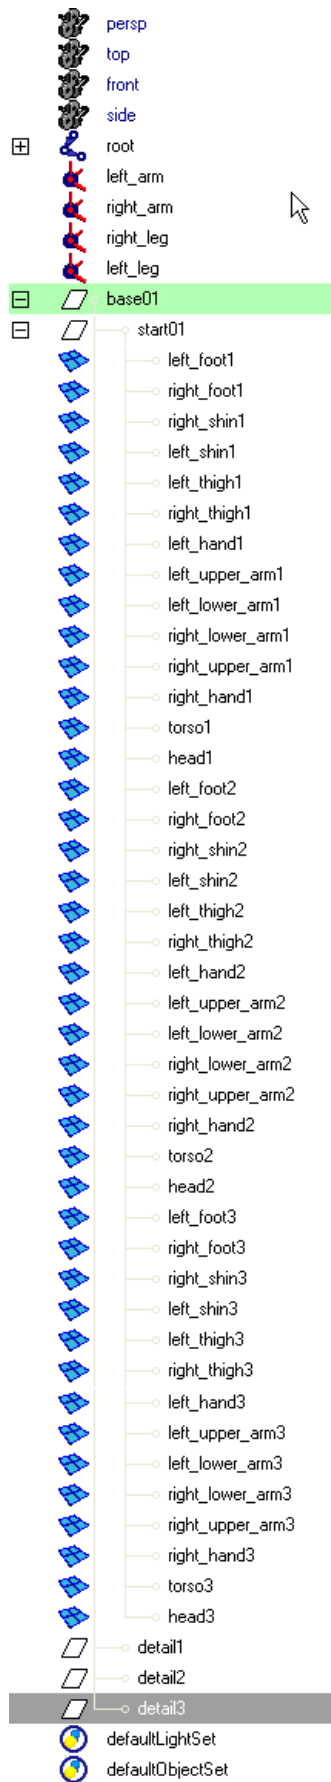 persp
top
front
side
root
left_arm
right_arm
right_leg
left_leg
base01
start01
left_foot1
right_foot1
right_shin1
left_shin1
left_thigh1
right_thigh1
left_hand1
left_upper_arm1
left_lower_arm1
right_lower_arm1
right_upper_arm1
right_hand1
torso1
head1
left_foot2
right_foot2
right_shin2
left_shin2
left_thigh2
right_thigh2
left_hand2
left_upper_arm2
left_lower_arm2
right_lower_arm2
right_upper_arm2
right_hand2
torso2
head2
left_foot3
right_foot3
right_shin3
left_shin3
left_thigh3
right_thigh3
left_hand3
left_upper_arm3
left_lower_arm3
right_lower_arm3
right_upper_arm3
right_hand3
torso3
head3
detail1
detail2
detail3
defaultLightSet
defaultObjectSet